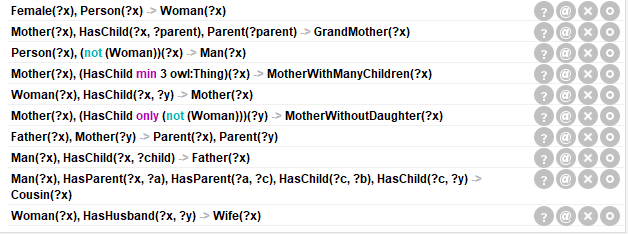 Female(?x), Person(?x) -> Woman(?x)
Mother(?x), HasChild(?x, ?parent), Parent(?parent) -> GrandMother(?x)
Person(?x), (not (Woman))(?x) -> Man(?x)
Mother(?x), (HasChild min 3 owl:Thing)(?x) -> MotherWithManyChildren(?x)
Woman(?x), HasChild(?x, ?y) -> Mother(?x)
Mother(?x), (HasChild only (not (Woman)))(?y) -> MotherWithoutDaughter(?x)
Father(?x), Mother(?y) -> Parent(?x), Parent(?y)
Man(?x), HasChild(?x, ?child) -> Father(?x)
Man(?x), HasParent(?x, ?a), HasParent(?a, ?c), HasChild(?c, ?b), HasChild(?c, ?y) ->
Cousin(?x)
Woman(?x), HasHusband(?x, ?y) -> Wife(?x)